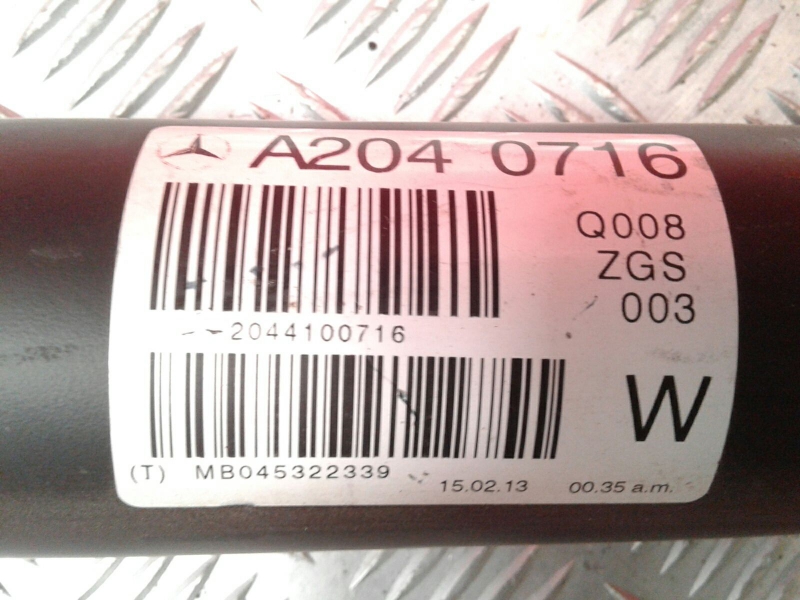 A204 0716
Q008
ZGS
003
2044100716
W
(T) MB045322339
15.02.13 00.35 a.m.